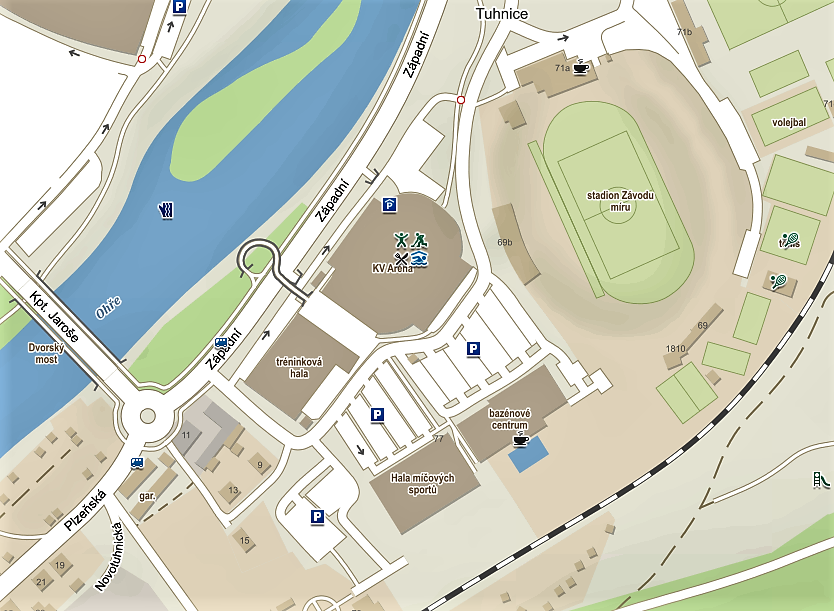 P
Tuhnice
71b
Západní
71a
volejbal
71
stadion Závodu
míru
Západní
P
69b
tenis
KV Aréna
Ohře
Kpt. Jaroše
Dvorský
most
Západní
tréninková
hala
P
69
1810
P
bazénové
centrum
77
11
9
Hala míčových
sportů
gar.
13
P
Plzeňská
Novotuhnická
15
19
21